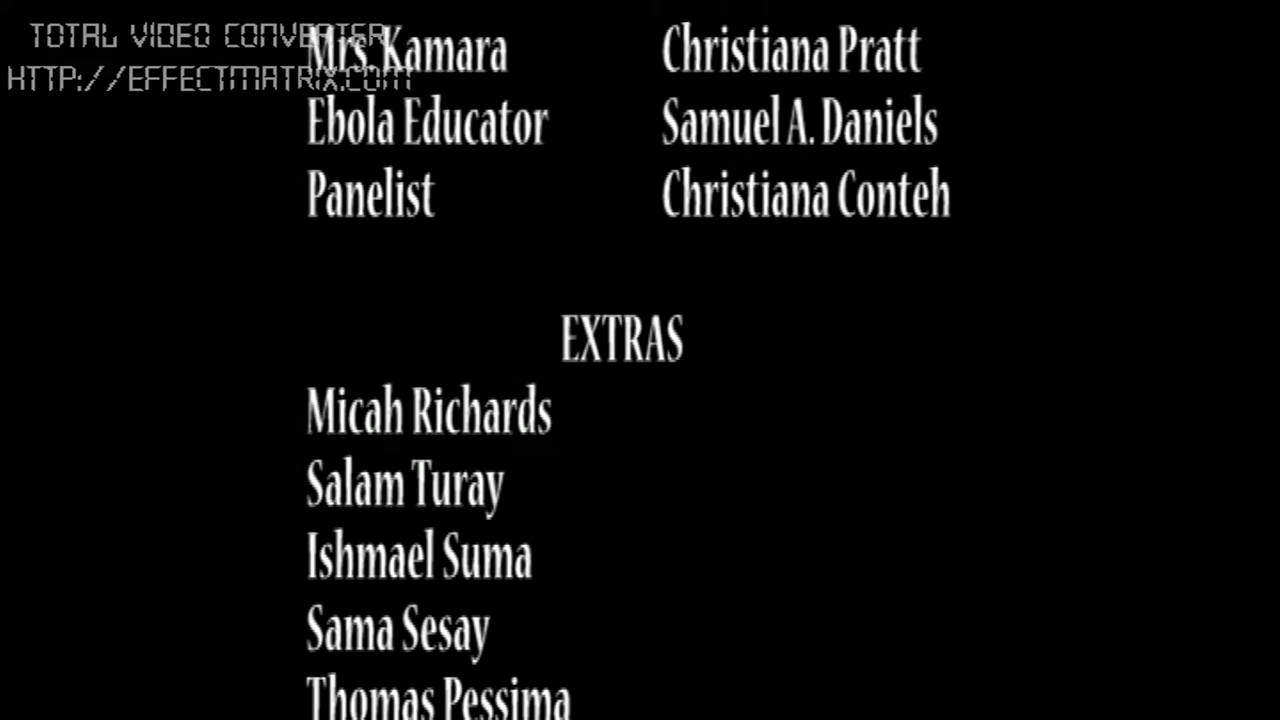 TOTAL VIDEO CONVERTER
HTTP://EFFECTMATRIX.COM
Mrs. Kamara Christiana Pratt
Ebola Educator Samuel A. Daniels
Panelist Christiana Conteh
EXTRAS
Micah Richards
Salam Turay
Ishmael Suma
Sama Sesay
Thomas Pessima